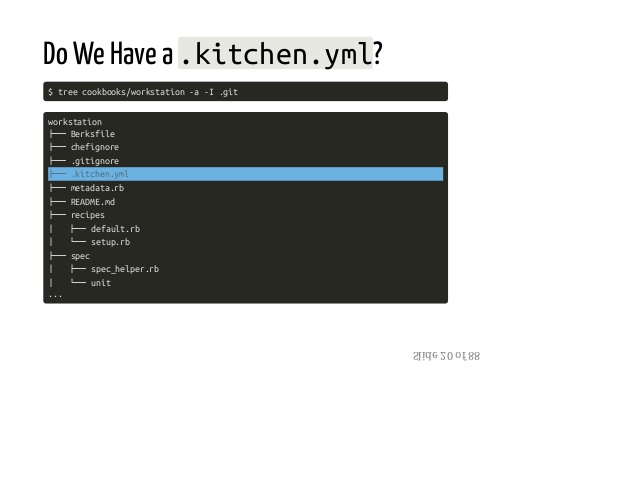 Do We Have a .kitchen.yml?
$ tree cookbooks/workstation -a -I .git
workstation
├── Berksfile
├── chefignore
├── .gitignore
├── .kitchen.yml
├── metadata.rb
├── README.md
├── recipes
│   ├── default.rb
│   └── setup.rb
├── spec
│   ├── spec_helper.rb
│   └── unit
...
Slide 20 of 88